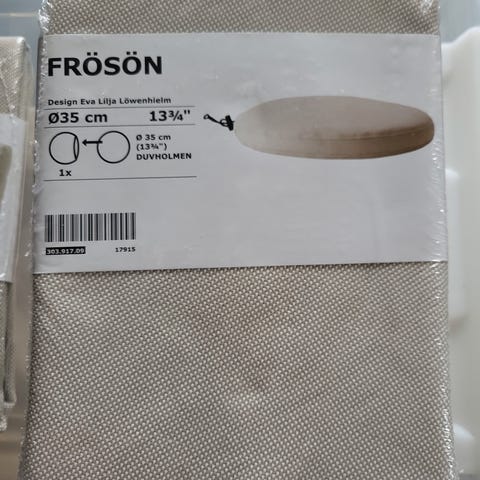 FRÖSÖN
Design Eva Lilja Löwenhielm
Ø35 cm 13¾"
Ø 35 cm
(13¾")
DUVHOLMEN
1x
303.917.09 17915